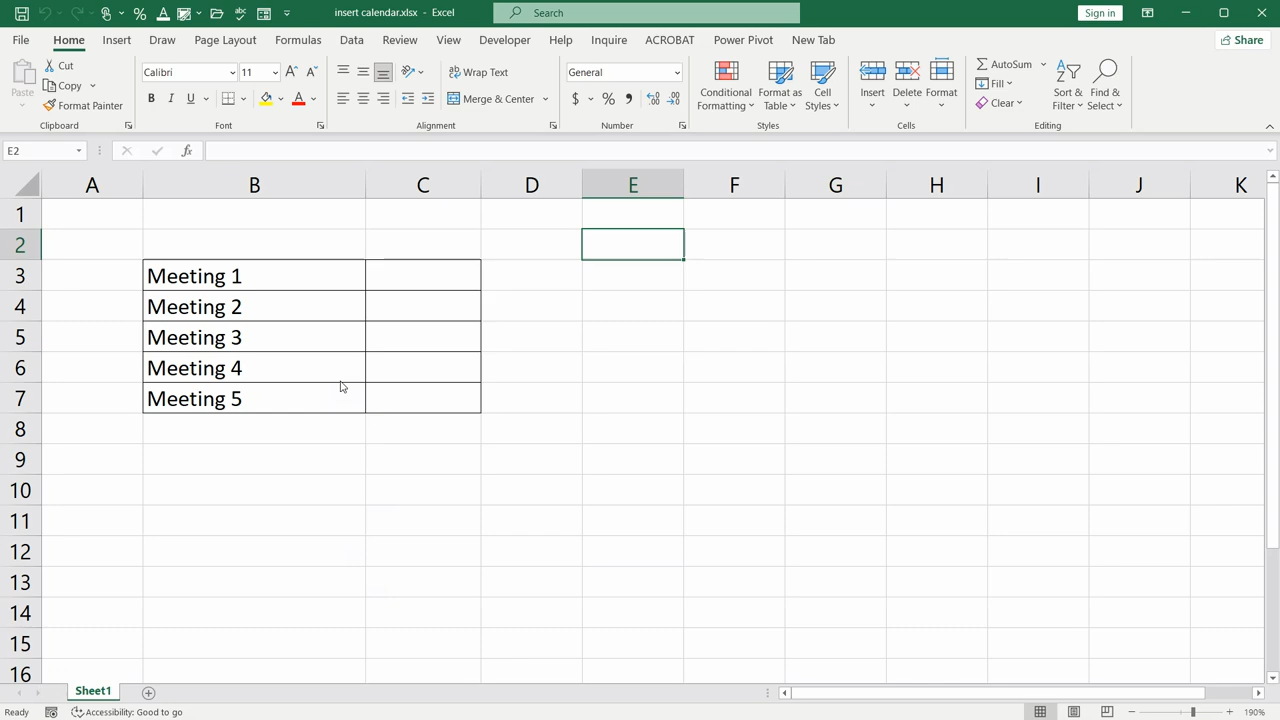 insert calendar.xlsx - Excel
Search
Sign in
File Home Insert Draw Page Layout Formulas Data Review View Developer Help Inquire ACROBAT Power Pivot New Tab Share
Paste
Cut
Copy
Format Painter
Clipboard
Calibri 11
B I U
Font
Wrap Text
Merge & Center
Alignment
General
$ % ,
Number
Conditional Formatting
Format as Table
Cell Styles
Styles
Insert Delete Format
Cells
AutoSum
Fill
Clear
Sort & Filter
Find & Select
Editing
E2
fx
A B C D E F G H I J K
1
2
3 Meeting 1
4 Meeting 2
5 Meeting 3
6 Meeting 4
7 Meeting 5
8
9
10
11
12
13
14
15
16
Sheet1
Ready
Accessibility: Good to go
190%